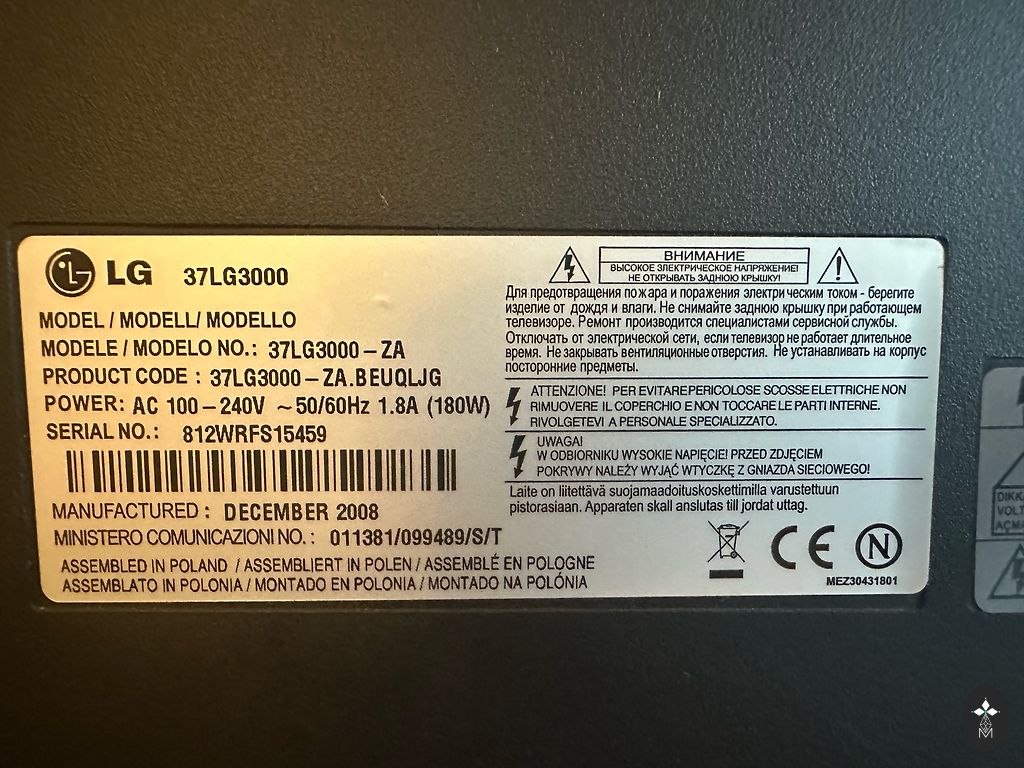 LG 37LG3000
MODEL / MODELL/ MODELLO
MODELE / MODELO NO.: 37LG3000-ZA
PRODUCT CODE : 37LG3000-ZA.BEUQLJG
POWER: AC 100-240V ~50/60Hz 1.8A (180W)
SERIAL NO.: 812WRFS15459
MANUFACTURED : DECEMBER 2008
MINISTERO COMUNICAZIONI NO.: 011381/099489/S/T
ASSEMBLED IN POLAND / ASSEMBLIERT IN POLEN / ASSEMBLÉ EN POLOGNE
ASSEMBLATO IN POLONIA / MONTADO EN POLONIA / MONTADO NA POLÓNIA
ВНИМАНИЕ
ВЫСОКОЕ ЭЛЕКТРИЧЕСКОЕ НАПРЯЖЕНИЕ!
НЕ ОТКРЫВАТЬ ЗАДНЮЮ КРЫШКУ!
Для предотвращения пожара и поражения электрическим током - берегите
изделие от дождя и влаги. Не снимайте заднюю крышку при работающем
телевизоре. Ремонт производится специалистами сервисной службы.
Отключать от электрической сети, если телевизор не работает длительное
время. Не закрывать вентиляционные отверстия. Не устанавливать на корпус
посторонние предметы.
ATTENZIONE! PER EVITARE PERICOLOSE SCOSSE ELETTRICHE NON
RIMUOVERE IL COPERCHIO E NON TOCCARE LE PARTI INTERNE.
RIVOLGETEVI A PERSONALE SPECIALIZZATO.
UWAGA!
W ODBIORNIKU WYSOKIE NAPIĘCIE! PRZED ZDJĘCIEM
POKRYWY NALEŻY WYJĄĆ WTYCZKĘ Z GNIAZDA SIECIOWEGO!
Laite on liitettävä suojamaadoituskoskettimilla varustettuun
pistorasiaan. Apparaten skall anslutas till jordat uttag.
CE N
MEZ30431801
DIKK
VOLT
AÇMA
M